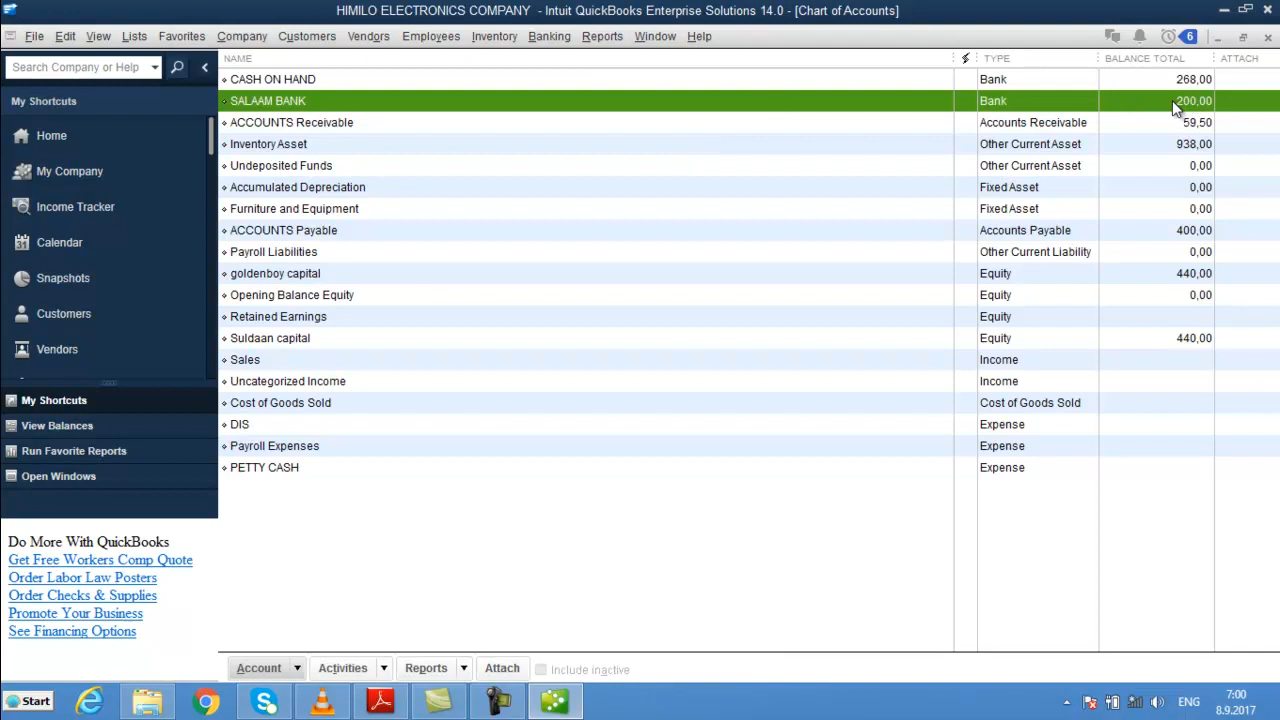 HIMILO ELECTRONICS COMPANY - Intuit QuickBooks Enterprise Solutions 14.0 - [Chart of Accounts]
File Edit View Lists Favorites Company Customers Vendors Employees Inventory Banking Reports Window Help 6
Search Company or Help
My Shortcuts
Home
My Company
Income Tracker
Calendar
Snapshots
Customers
Vendors
My Shortcuts
View Balances
Run Favorite Reports
Open Windows
Do More With QuickBooks
Get Free Workers Comp Quote
Order Labor Law Posters
Order Checks & Supplies
Promote Your Business
See Financing Options
NAME TYPE BALANCE TOTAL ATTACH
CASH ON HAND Bank 268,00
SALAAM BANK Bank 200,00
ACCOUNTS Receivable Accounts Receivable 59,50
Inventory Asset Other Current Asset 938,00
Undeposited Funds Other Current Asset 0,00
Accumulated Depreciation Fixed Asset 0,00
Furniture and Equipment Fixed Asset 0,00
ACCOUNTS Payable Accounts Payable 400,00
Payroll Liabilities Other Current Liability 0,00
goldenboy capital Equity 440,00
Opening Balance Equity Equity 0,00
Retained Earnings Equity
Suldaan capital Equity 440,00
Sales Income
Uncategorized Income Income
Cost of Goods Sold Cost of Goods Sold
DIS Expense
Payroll Expenses Expense
PETTY CASH Expense
Account Activities Reports Attach Include inactive
Start ENG 7:00
8.9.2017